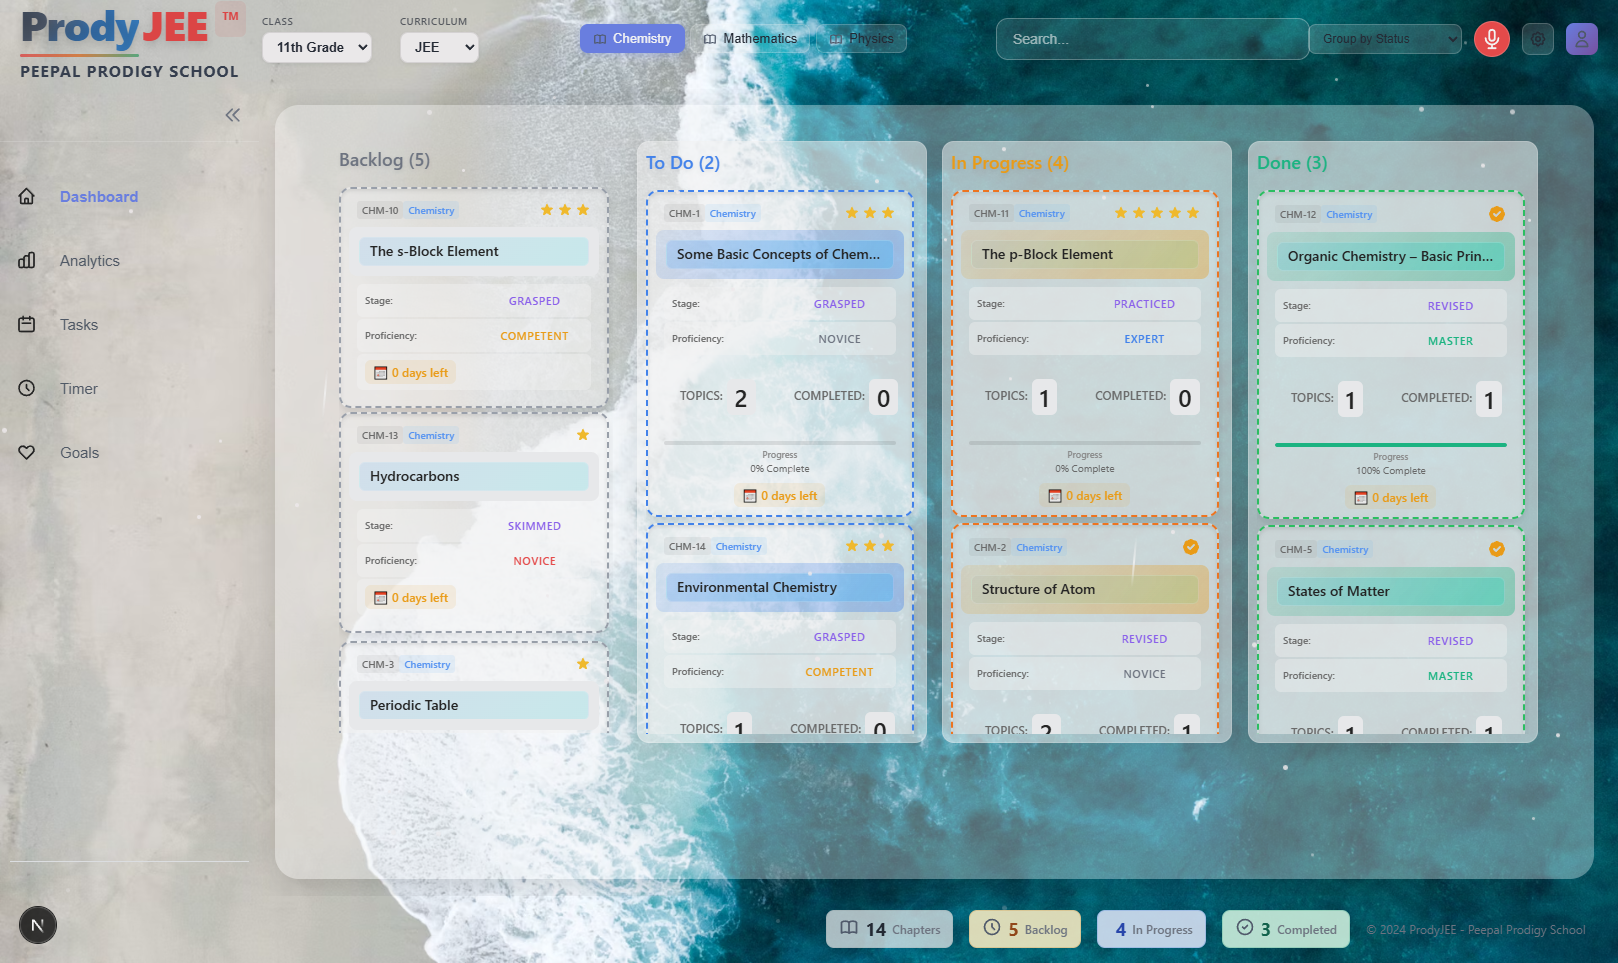 ProdyJEE ™
PEEPAL PRODIGY SCHOOL
CLASS
11th Grade
CURRICULUM
JEE
Chemistry
Mathematics
Physics
Search...
Group by Status
Dashboard
Analytics
Tasks
Timer
Goals
N
Backlog (5)
CHM-10 Chemistry
The s-Block Element
Stage: GRASPED
Proficiency: COMPETENT
0 days left
CHM-13 Chemistry
Hydrocarbons
Stage: SKIMMED
Proficiency: NOVICE
0 days left
CHM-3 Chemistry
Periodic Table
To Do (2)
CHM-1 Chemistry
Some Basic Concepts of Chem...
Stage: GRASPED
Proficiency: NOVICE
TOPICS: 2 COMPLETED: 0
Progress
0% Complete
0 days left
CHM-14 Chemistry
Environmental Chemistry
Stage: GRASPED
Proficiency: COMPETENT
TOPICS: 1 COMPLETED: 0
In Progress (4)
CHM-11 Chemistry
The p-Block Element
Stage: PRACTICED
Proficiency: EXPERT
TOPICS: 1 COMPLETED: 0
Progress
0% Complete
0 days left
CHM-2 Chemistry
Structure of Atom
Stage: REVISED
Proficiency: NOVICE
TOPICS: 2 COMPLETED: 1
Done (3)
CHM-12 Chemistry
Organic Chemistry – Basic Prin...
Stage: REVISED
Proficiency: MASTER
TOPICS: 1 COMPLETED: 1
Progress
100% Complete
0 days left
CHM-5 Chemistry
States of Matter
Stage: REVISED
Proficiency: MASTER
TOPICS: 1 COMPLETED: 1
14 Chapters
5 Backlog
4 In Progress
3 Completed
© 2024 ProdyJEE - Peepal Prodigy School